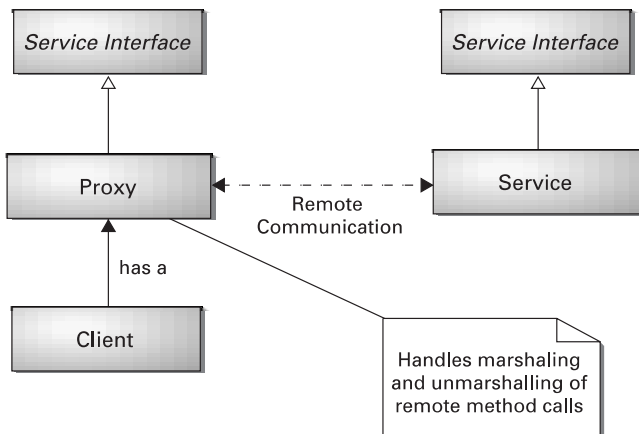 Service Interface
Service Interface
Proxy
Service
Remote
Communication
has a
Client
Handles marshaling
and unmarshalling of
remote method calls